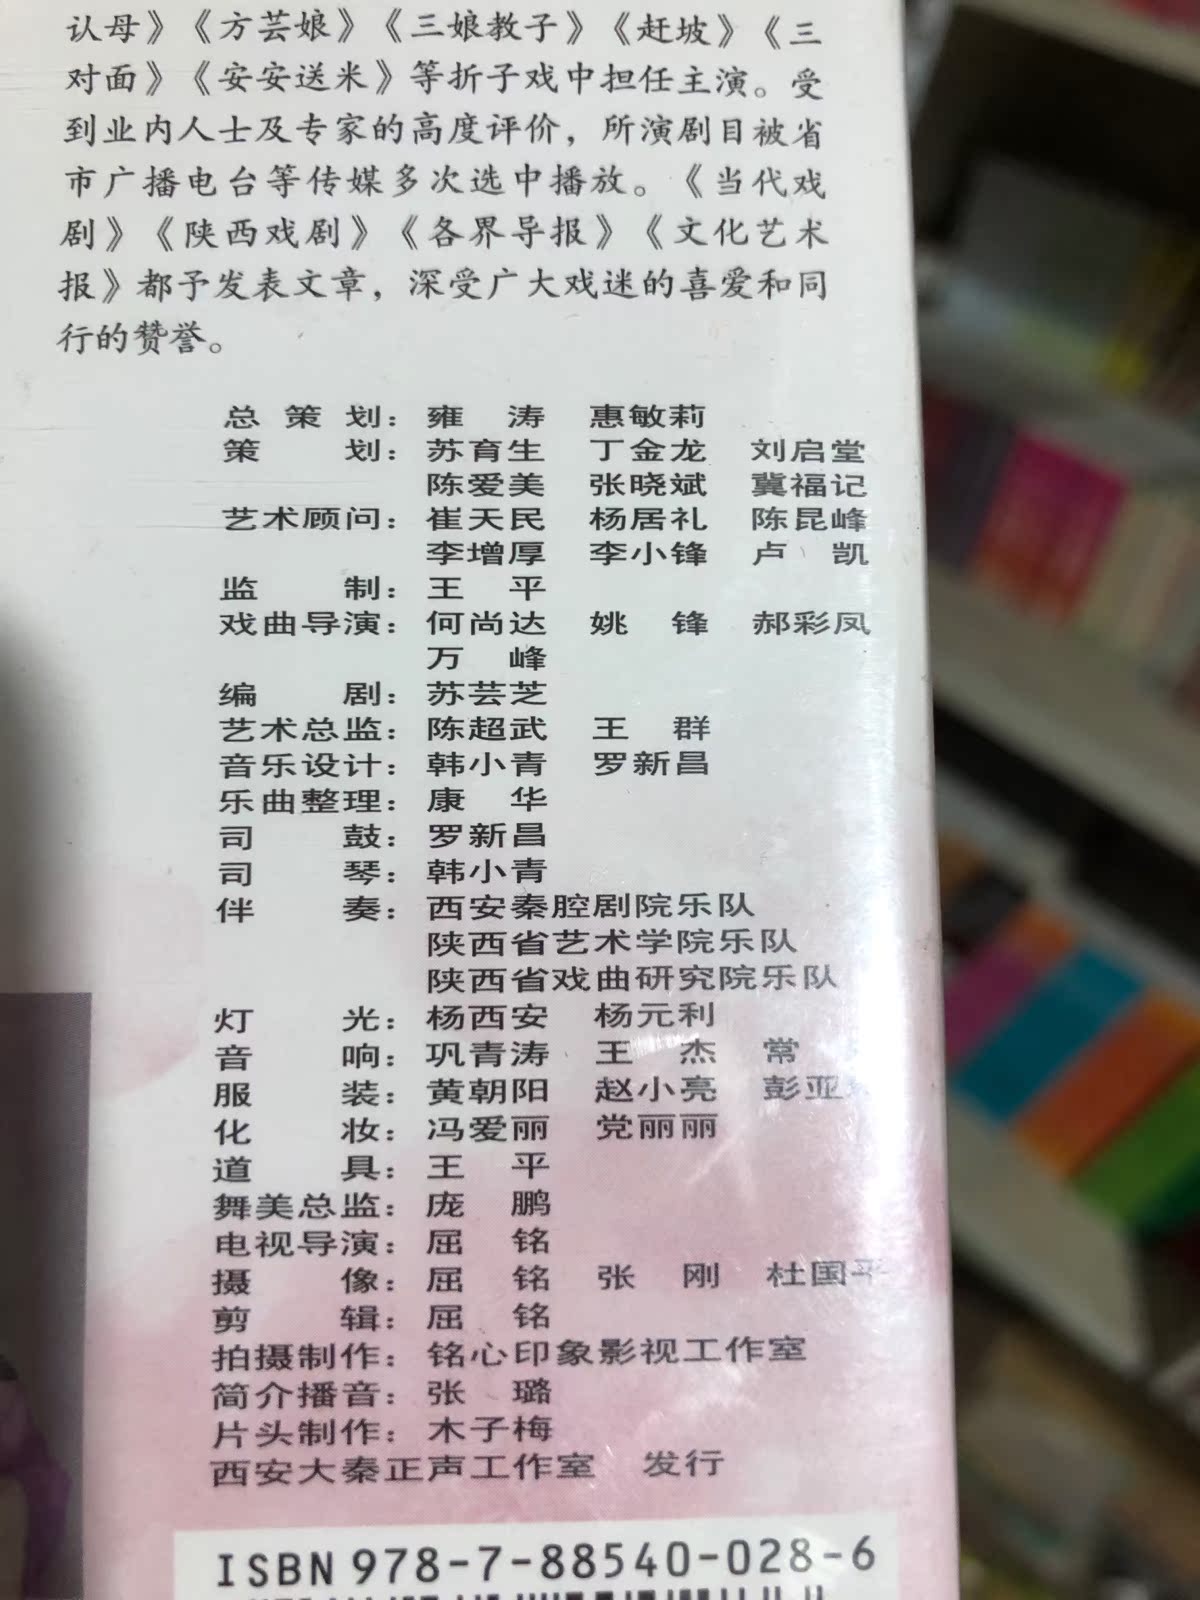 认母》《方芸娘》《三娘教子》《赶坡》《三
对面》《安安送米》等折子戏中担任主演。受
到业内人士及专家的高度评价，所演剧目被省
市广播电台等传媒多次选中播放。《当代戏
剧》《陕西戏剧》《各界导报》《文化艺术
报》都予发表文章，深受广大戏迷的喜爱和同
行的赞誉。
总策划：雍 涛 惠敏莉
策 划：苏育生 丁金龙 刘启堂
陈爱美 张晓斌 冀福记
艺术顾问：崔天民 杨居礼 陈昆峰
李增厚 李小锋 卢 凯
监 制：王 平
戏曲导演：何尚达 姚 锋 郝彩凤
万 峰
编 剧：苏芸芝
艺术总监：陈超武 王 群
音乐设计：韩小青 罗新昌
乐曲整理：康 华
司 鼓：罗新昌
司 琴：韩小青
伴 奏：西安秦腔剧院乐队
陕西省艺术学院乐队
陕西省戏曲研究院乐队
灯 光：杨西安 杨元利
音 响：巩青涛 王 杰 常
服 装：黄朝阳 赵小亮 彭亚
化 妆：冯爱丽 党丽丽
道 具：王 平
舞美总监：庞 鹏
电视导演：屈 铭
摄 像：屈 铭 张 刚 杜国平
剪 辑：屈 铭
拍摄制作：铭心印象影视工作室
简介播音：张 璐
片头制作：木子梅
西安大秦正声工作室 发行
ISBN 978-7-88540-028-6